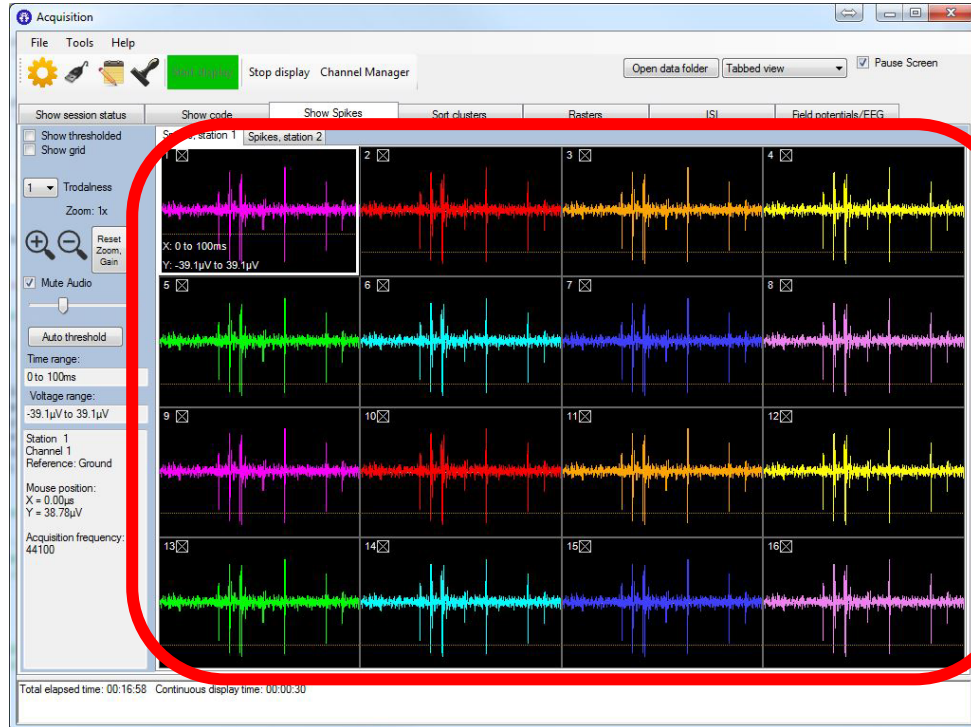 Acquisition
File Tools Help
Stop display Channel Manager Open data folder Tabbed view Pause Screen
Show session status Show code Show Spikes Sort clusters Rasters ISI Field potentials/EEG
Show thresholded
Show grid
1 Trodalness
Zoom: 1x
Reset
Zoom,
Gain
Mute Audio
Auto threshold
Time range:
0 to 100ms
Voltage range:
-39.1µV to 39.1µV
Station 1
Channel 1
Reference: Ground
Mouse position:
X = 0.00µs
Y = 38.78µV
Acquisition frequency:
44100
station 1 Spikes, station 2
1 2 3 4
X: 0 to 100ms
Y: -39.1µV to 39.1µV
5 6 7 8
9 10 11 12
13 14 15 16
Total elapsed time: 00:16:58 Continuous display time: 00:00:30